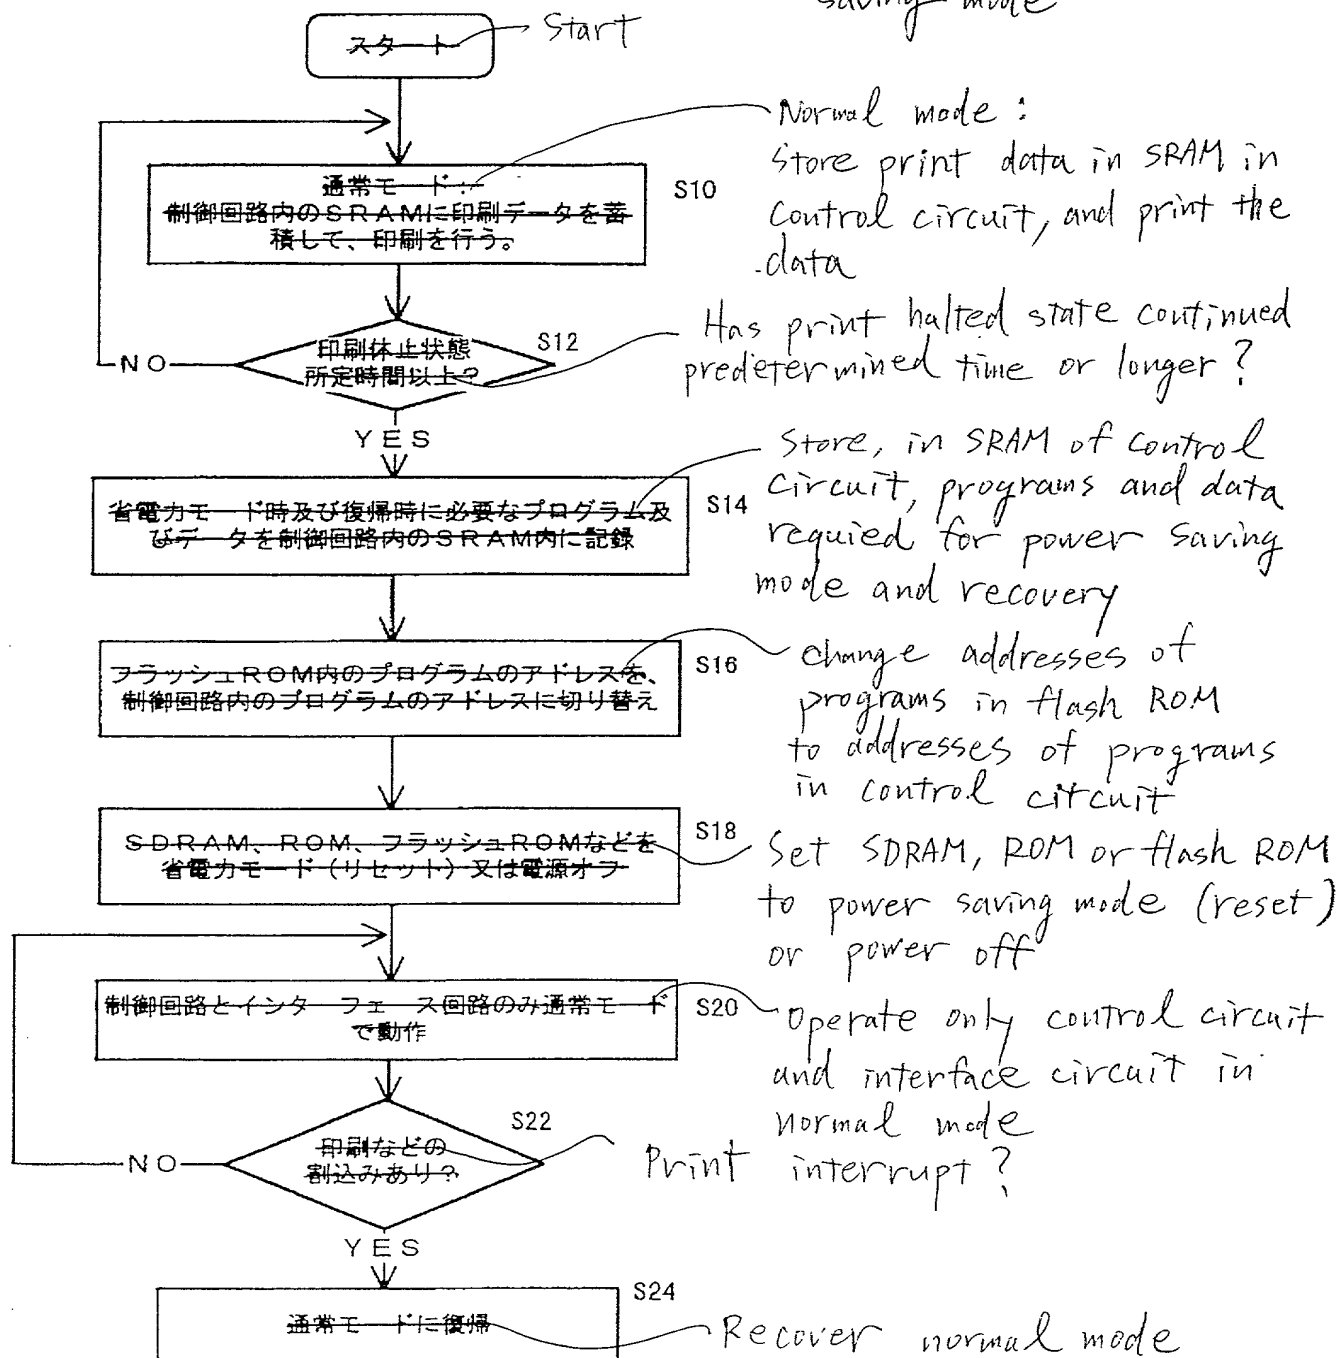 saving mode
スタート
Start
Normal mode :
Store print data in SRAM in
control circuit, and print the
data
通常モード:
制御回路内のSRAMに印刷データを蓄
積して、印刷を行う。
S10
印刷休止状態
所定時間以上?
S12
NO
YES
Has print halted state continued
predetermined time or longer?
省電力モード時及び復帰時に必要なプログラム及
びデータを制御回路内のSRAM内に記録
S14
Store, in SRAM of control
circuit, programs and data
requied for power saving
mode and recovery
フラッシュROM内のプログラムのアドレスを、
制御回路内のプログラムのアドレスに切り替え
S16
change addresses of
programs in flash ROM
to addresses of programs
in control circuit
SDRAM、ROM、フラッシュROMなどを
省電力モード(リセット)又は電源オフ
S18
Set SDRAM, ROM or flash ROM
to power saving mode (reset)
or power off
制御回路とインターフェース回路のみ通常モード
で動作
S20
Operate only control circuit
and interface circuit in
normal mode
印刷などの
割込みあり?
S22
NO
YES
Print interrupt?
通常モードに復帰
S24
Recover normal mode